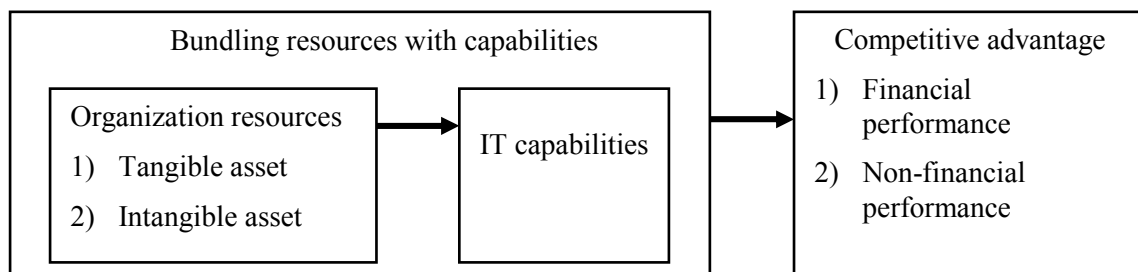 Bundling resources with capabilities
Organization resources
1) Tangible asset
2) Intangible asset
IT capabilities
Competitive advantage
1) Financial
performance
2) Non-financial
performance